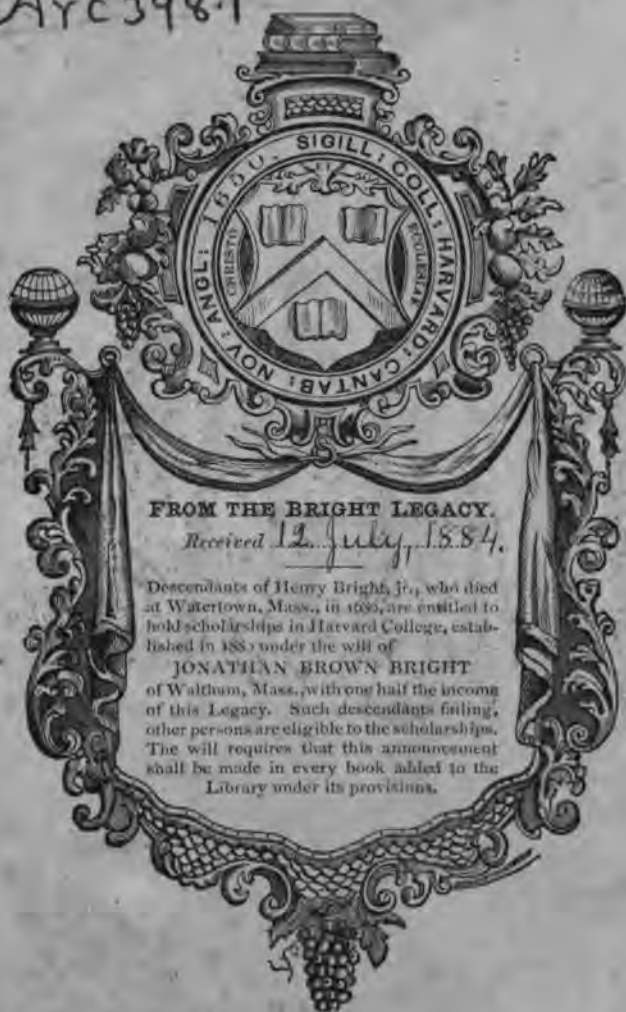 Arc 398.1
SIGILL: COLL: HARVARD: CANTAB: NOV: ANGL: 1650.
CHRISTO
ET
ECCLESIAE
FROM THE BRIGHT LEGACY.
Received 12 July, 1884.
Descendants of Henry Bright, jr., who died
at Watertown, Mass., in 1686, are entitled to
hold scholarships in Harvard College, estab-
lished in 1880 under the will of
JONATHAN BROWN BRIGHT
of Waltham, Mass., with one half the income
of this Legacy. Such descendants failing,
other persons are eligible to the scholarships.
The will requires that this announcement
shall be made in every book added to the
Library under its provisions.